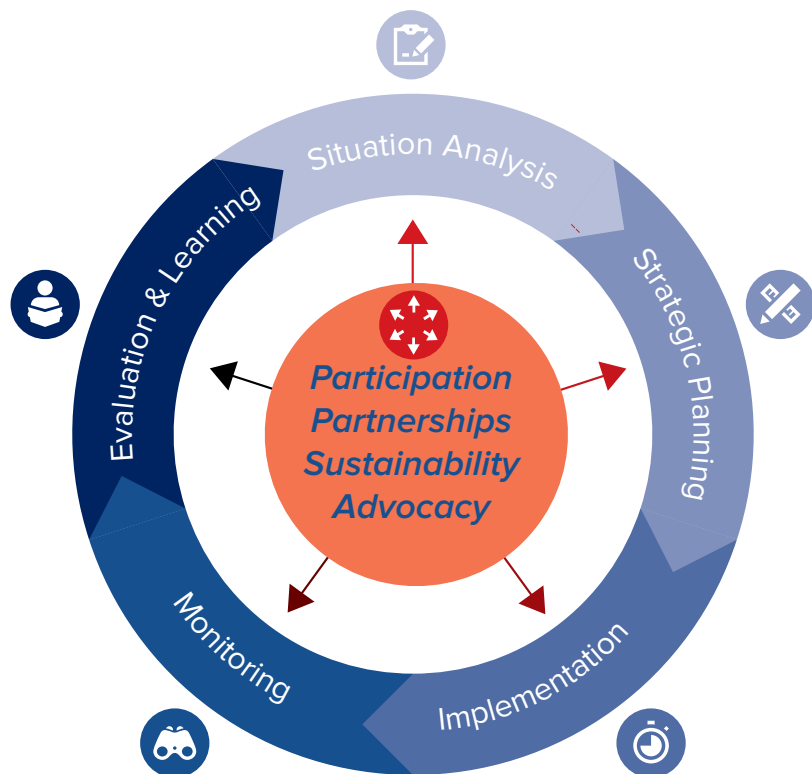 Situation Analysis
Strategic Planning
Implementation
Monitoring
Evaluation & Learning
Participation
Partnerships
Sustainability
Advocacy